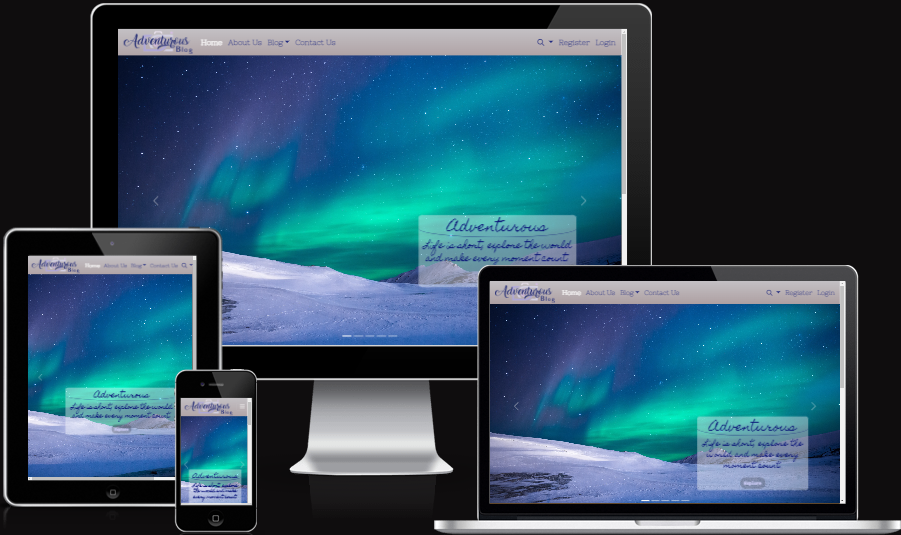 Adventurous Blog Home About Us Blog Contact Us Register Login
Adventurous
Life is short, explore the world
and make every moment count
Adventurous Blog Home About Us Blog Contact Us
Adventurous
Life is short, explore the world
and make every moment count
Adventurous Blog
Adventurous
Life is short, explore
the world and make
every moment count
Adventurous Blog Home About Us Blog Contact Us Register Login
Adventurous
Life is short, explore the
world and make every
moment count
Explore